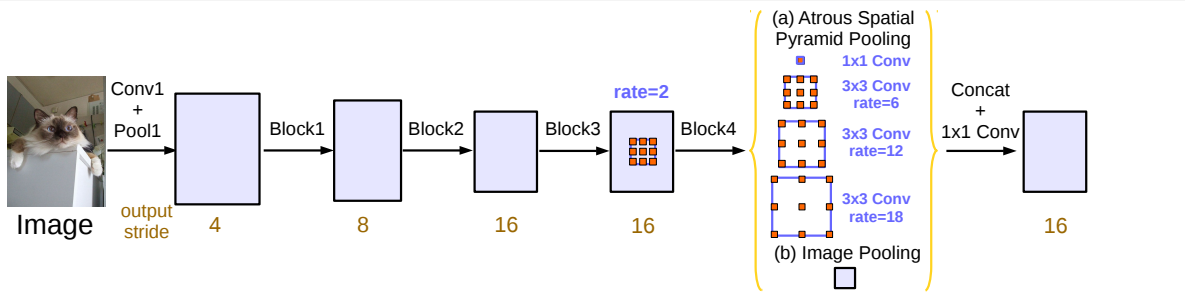 (a) Atrous Spatial
Pyramid Pooling
1x1 Conv
3x3 Conv
rate=6
3x3 Conv
rate=12
3x3 Conv
rate=18
(b) Image Pooling
Conv1
+
Pool1
Block1
Block2
Block3
rate=2
Block4
Concat
+
1x1 Conv
Image
output
stride
4
8
16
16
16